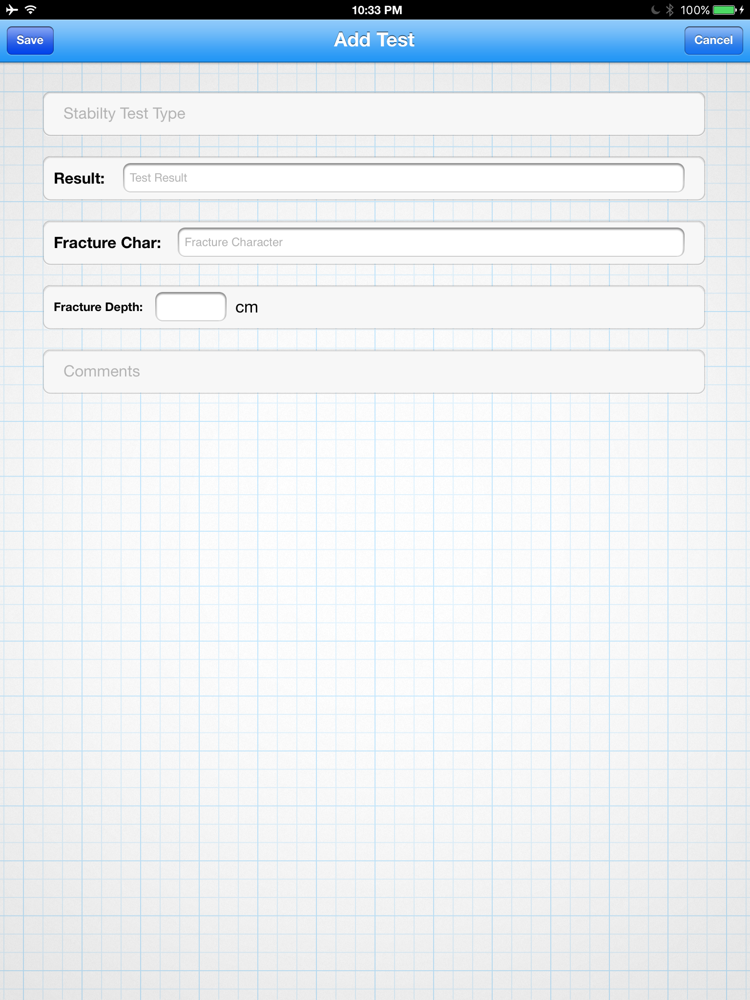 10:33 PM
100%
Save
Add Test
Cancel
Stabilty Test Type
Result:
Test Result
Fracture Char:
Fracture Character
Fracture Depth:
cm
Comments